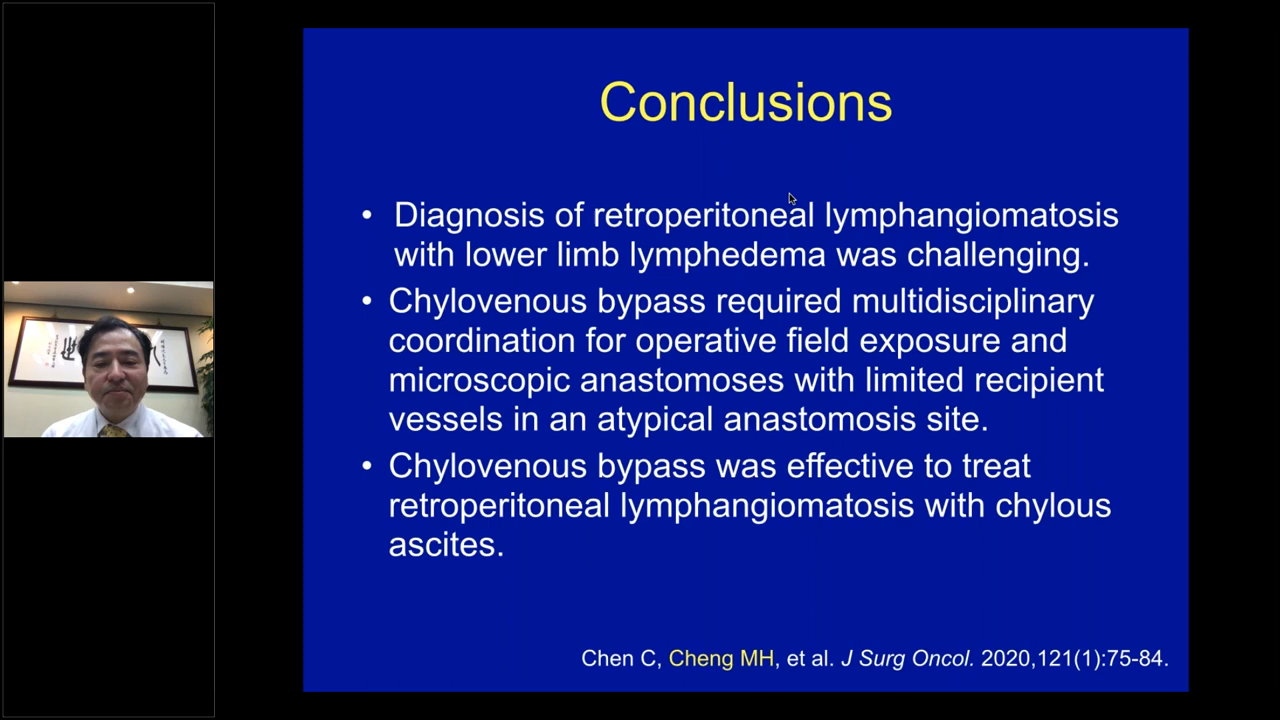 Conclusions
• Diagnosis of retroperitoneal lymphangiomatosis
with lower limb lymphedema was challenging.
• Chylovenous bypass required multidisciplinary
coordination for operative field exposure and
microscopic anastomoses with limited recipient
vessels in an atypical anastomosis site.
• Chylovenous bypass was effective to treat
retroperitoneal lymphangiomatosis with chylous
ascites.
Chen C, Cheng MH, et al. J Surg Oncol. 2020,121(1):75-84.